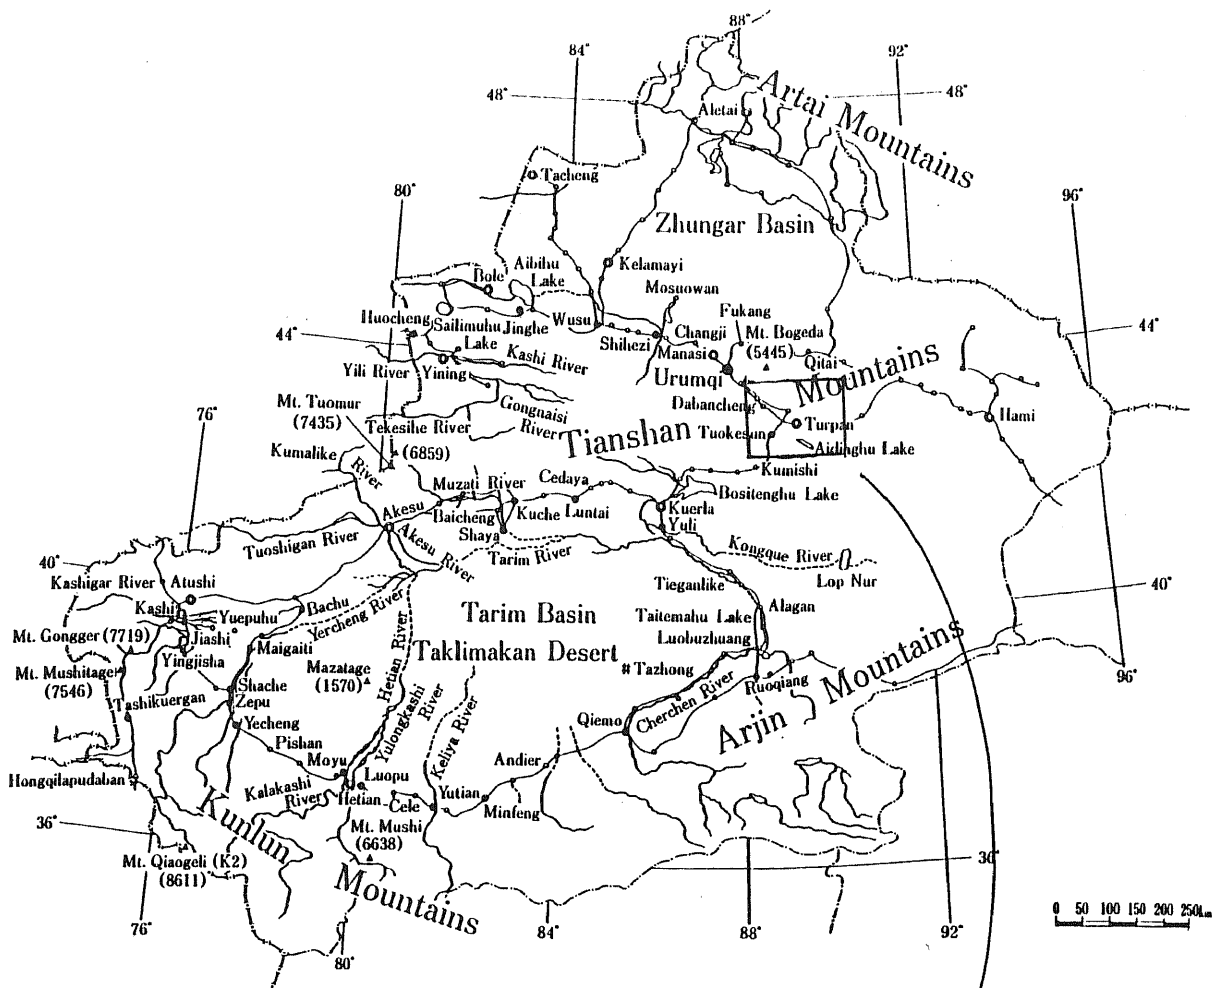 88°
84°
92°
48°
Artai Mountains
48°
Aletai
Tacheng
80°
96°
Zhungar Basin
Kelamayi
Bole
Aibihu
Lake
Mosuowan
Huocheng
Sailimuhu
Lake
Jinghe
Wusu
Fukang
44°
Shihezi
Changji
Mt. Bogeda
(5445)
44°
Manasi
Kashi River
Yili River
Yining
Urumqi
Qitai
Mountains
Mt. Tuomur
(7435)
Gongnaisi
River
Dabancheng
76°
Tekesihe River
(6859)
Tianshan
Tuokesun
Turpan
Hami
Aidinghu Lake
Kumalike
River
Kumishi
Muzati River
Cedaya
Bositenghu Lake
Akesu
Baicheng
Kuche
Luntai
Kuerla
Shaya
Yuli
Tuoshigan River
Akesu River
Tarim River
Kongque River
40°
Lop Nur
Kashigar River
Atushi
Tieganlike
40°
Kashi
Yuepuhu
Bachu
Yercheng River
Tarim Basin
Alagan
Taitemahu Lake
Mt. Gongger (7719)
Jiashi
Maigaiti
Hetian River
Luobuzhuang
Yingjisha
Taklimakan Desert
Mt. Mushitager
(7546)
Mazatage
(1570)
Tazhong
96°
Shache
Tashikuergan
Zepu
Ruoqiang
Arjin Mountains
Yulongkashi
River
Keliya River
Cherchen River
Yecheng
Qiemo
Pishan
Moyu
Andier
Hongqilapudaban
Luopu
Kalakashi
River
Hetian
Cele
Yutian
Minfeng
Kunlun
Mountains
36°
Mt. Mushi
(6638)
Mt. Qiaogeli (K2)
(8611)
36°
76°
80°
84°
88°
92°
0 50 100 150 200 250km